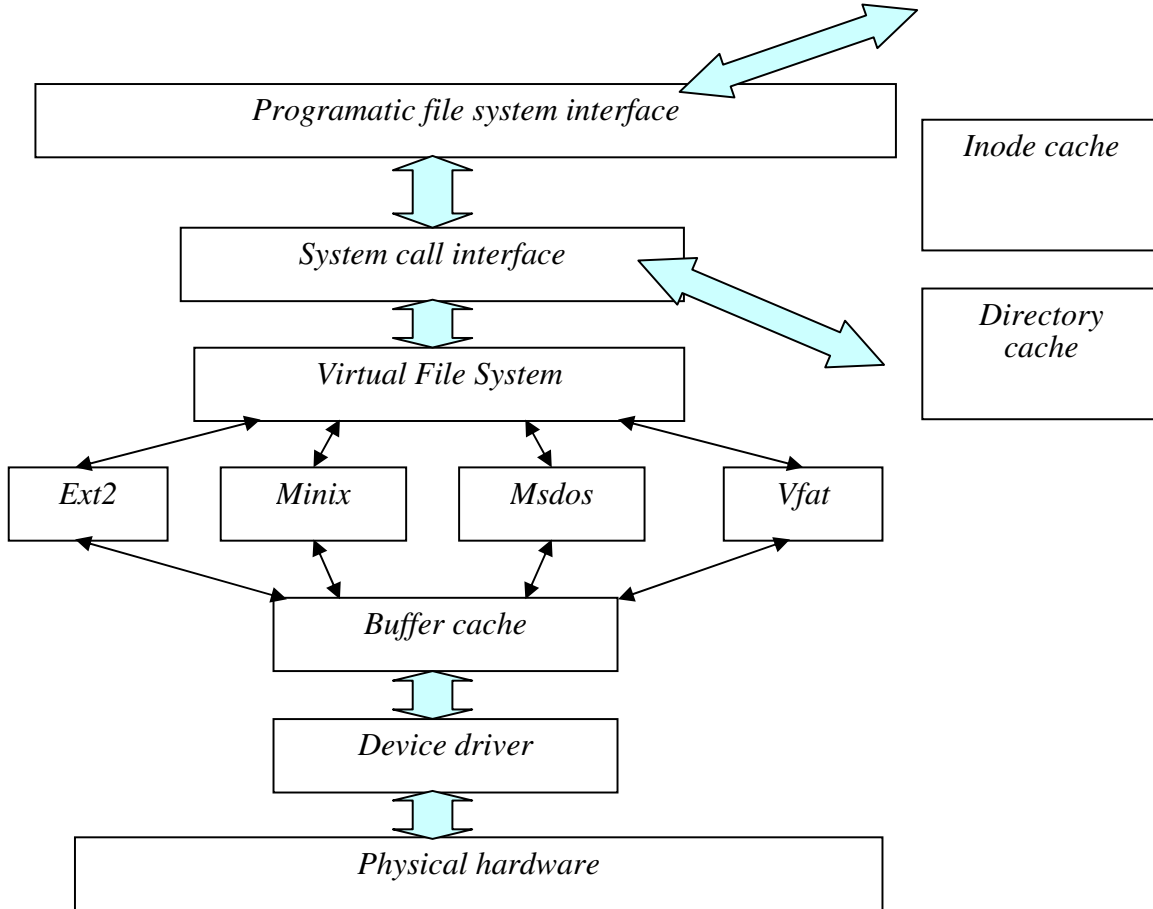 Programatic file system interface
Inode cache
System call interface
Directory
cache
Virtual File System
Ext2
Minix
Msdos
Vfat
Buffer cache
Device driver
Physical hardware